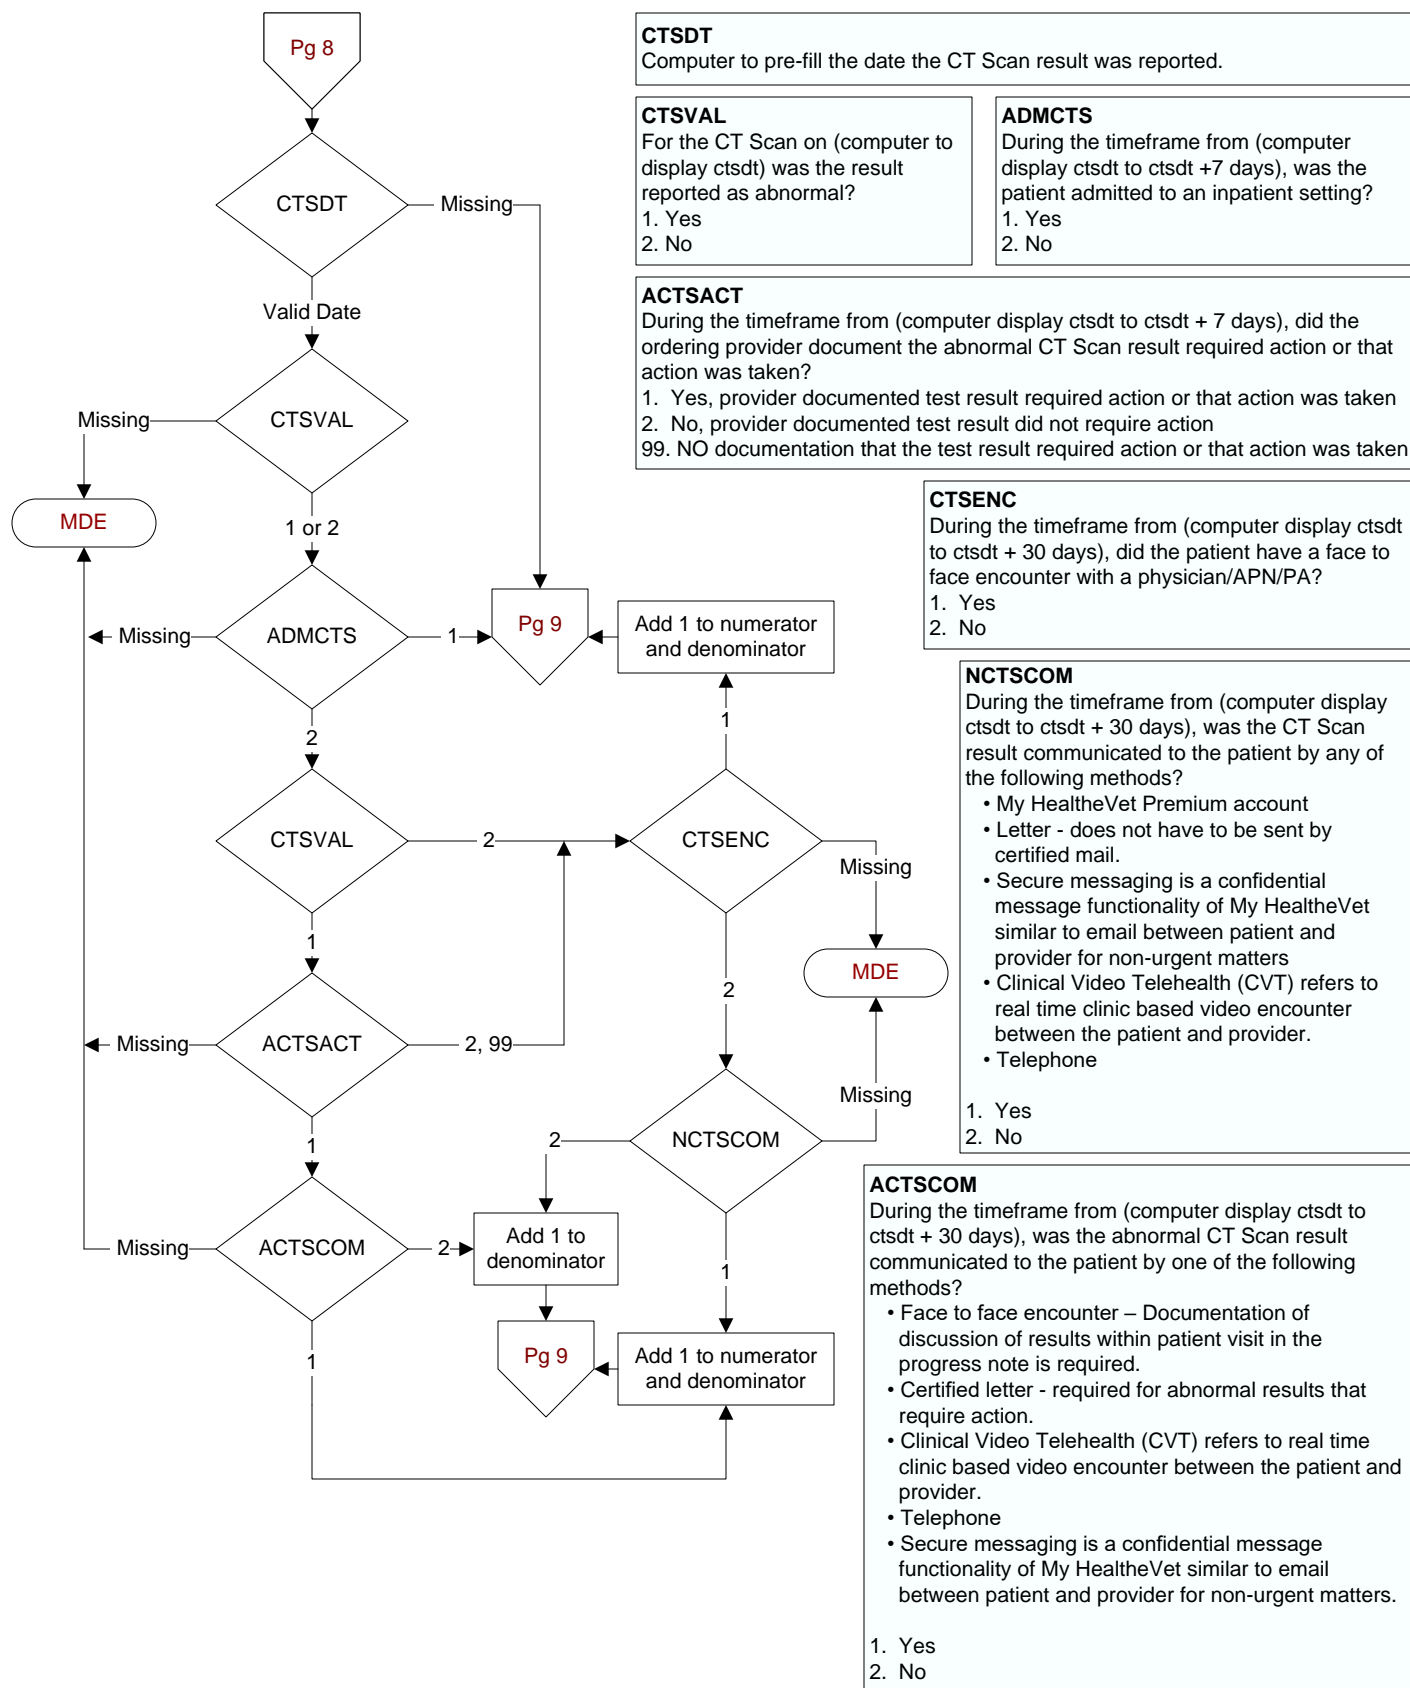 Pg 8
CTSDT
Missing
Valid Date
CTSVAL
Missing
MDE
1 or 2
ADMCTS
Missing
1
Pg 9
Add 1 to numerator
and denominator
2
1
CTSVAL
2
CTSENC
Missing
1
MDE
2
ACTSACT
Missing
2, 99
Missing
1
NCTSCOM
2
ACTSCOM
Missing
2
Add 1 to
denominator
1
1
Pg 9
Add 1 to numerator
and denominator
CTSDT
Computer to pre-fill the date the CT Scan result was reported.
CTSVAL
For the CT Scan on (computer to
display ctsdt) was the result
reported as abnormal?
1. Yes
2. No
ADMCTS
During the timeframe from (computer
display ctsdt to ctsdt +7 days), was the
patient admitted to an inpatient setting?
1. Yes
2. No
ACTSACT
During the timeframe from (computer display ctsdt to ctsdt + 7 days), did the
ordering provider document the abnormal CT Scan result required action or that
action was taken?
1. Yes, provider documented test result required action or that action was taken
2. No, provider documented test result did not require action
99. NO documentation that the test result required action or that action was taken
CTSENC
During the timeframe from (computer display ctsdt
to ctsdt + 30 days), did the patient have a face to
face encounter with a physician/APN/PA?
1. Yes
2. No
NCTSCOM
During the timeframe from (computer display
ctsdt to ctsdt + 30 days), was the CT Scan
result communicated to the patient by any of
the following methods?
• My HealtheVet Premium account
• Letter - does not have to be sent by
certified mail.
• Secure messaging is a confidential
message functionality of My HealtheVet
similar to email between patient and
provider for non-urgent matters
• Clinical Video Telehealth (CVT) refers to
real time clinic based video encounter
between the patient and provider.
• Telephone
1. Yes
2. No
ACTSCOM
During the timeframe from (computer display ctsdt to
ctsdt + 30 days), was the abnormal CT Scan result
communicated to the patient by one of the following
methods?
• Face to face encounter – Documentation of
discussion of results within patient visit in the
progress note is required.
• Certified letter - required for abnormal results that
require action.
• Clinical Video Telehealth (CVT) refers to real time
clinic based video encounter between the patient and
provider.
• Telephone
• Secure messaging is a confidential message
functionality of My HealtheVet similar to email
between patient and provider for non-urgent matters.
1. Yes
2. No